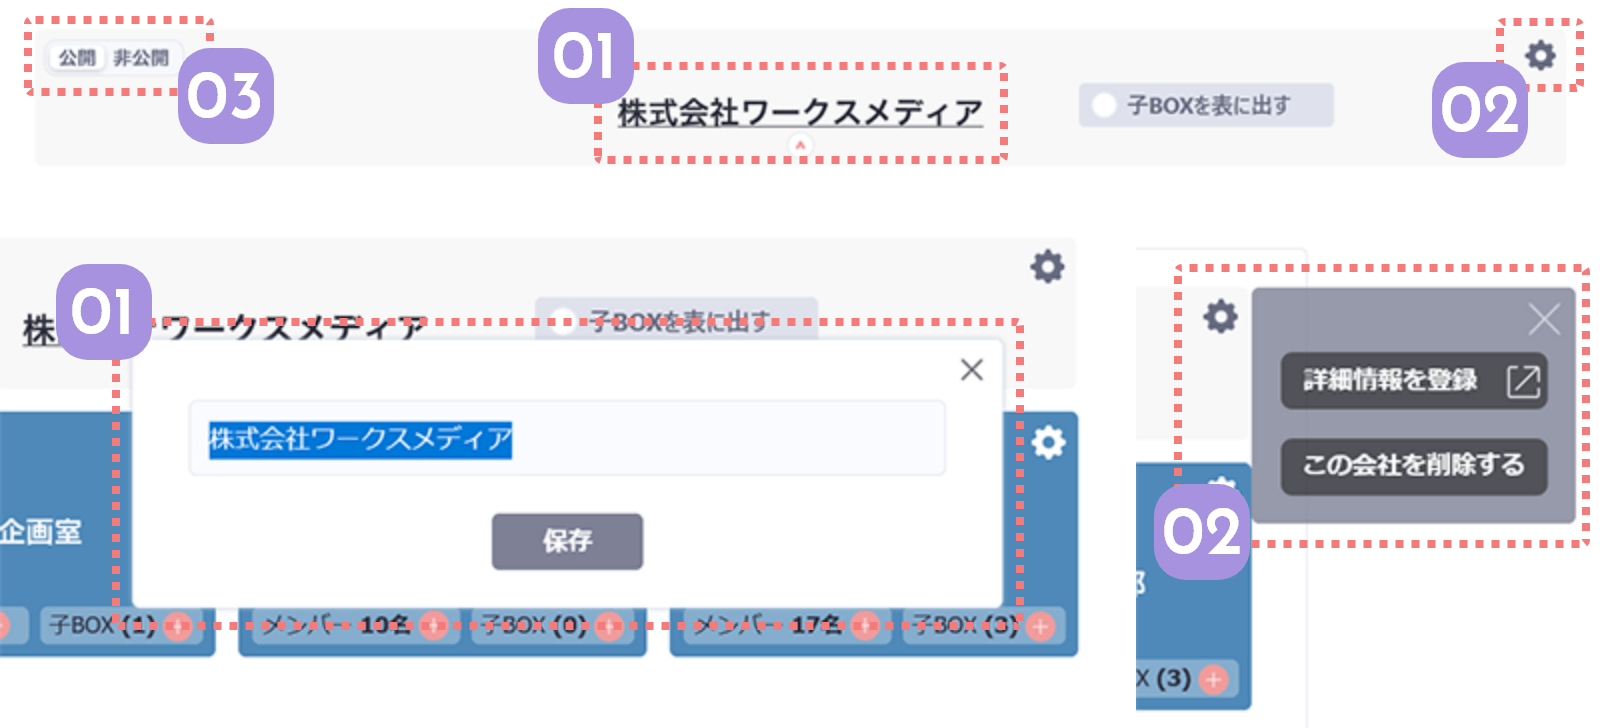 公開 非公開
03
01
株式会社ワークスメディア
子BOXを表に出す
02
01
株 ワークスメディア
子BOXを表に出す
株式会社ワークスメディア
保存
企画室
子BOX (1)
メンバー 10名 子BOX (0)
メンバー 17名 子BOX (3)
詳細情報を登録
この会社を削除する
02
X (3)